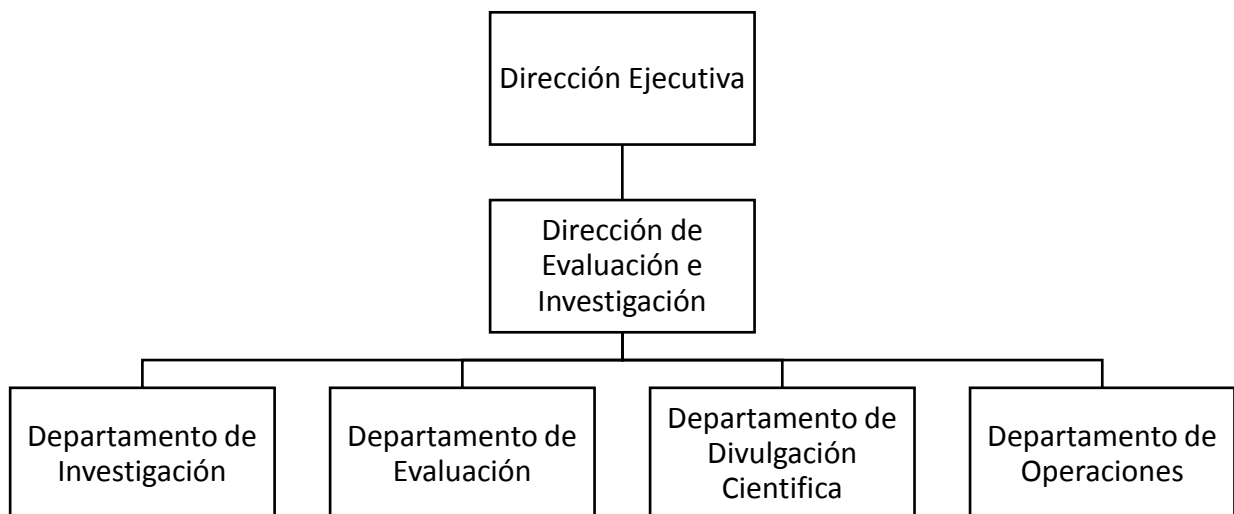 Dirección Ejecutiva
Dirección de
Evaluación e
Investigación
Departamento de
Investigación
Departamento de
Evaluación
Departamento de
Divulgación
Cientifica
Departamento de
Operaciones